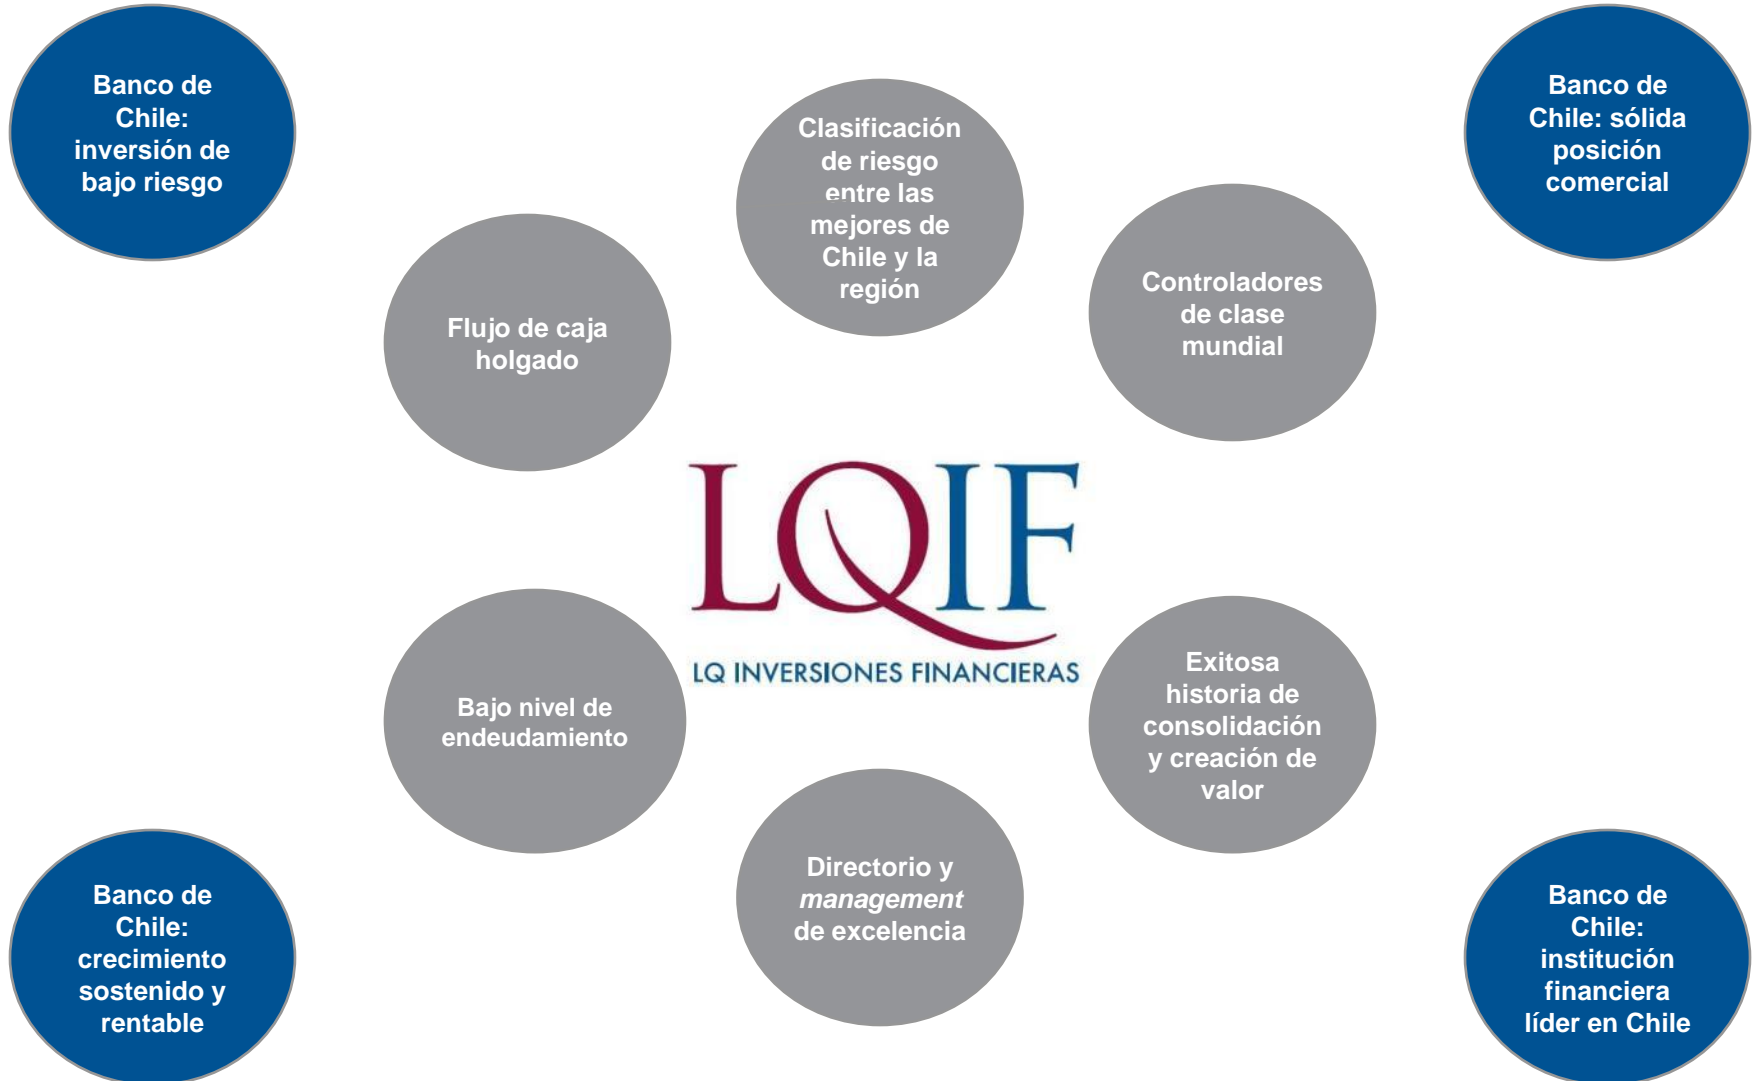 Banco de
Chile:
inversión de
bajo riesgo
Clasificación
de riesgo
entre las
mejores de
Chile y la
región
Banco de
Chile: sólida
posición
comercial
Flujo de caja
holgado
Controladores
de clase
mundial
LQIF
LQ INVERSIONES FINANCIERAS
Bajo nivel de
endeudamiento
Exitosa
historia de
consolidación
y creación de
valor
Directorio y
management
de excelencia
Banco de
Chile:
crecimiento
sostenido y
rentable
Banco de
Chile:
institución
financiera
líder en Chile